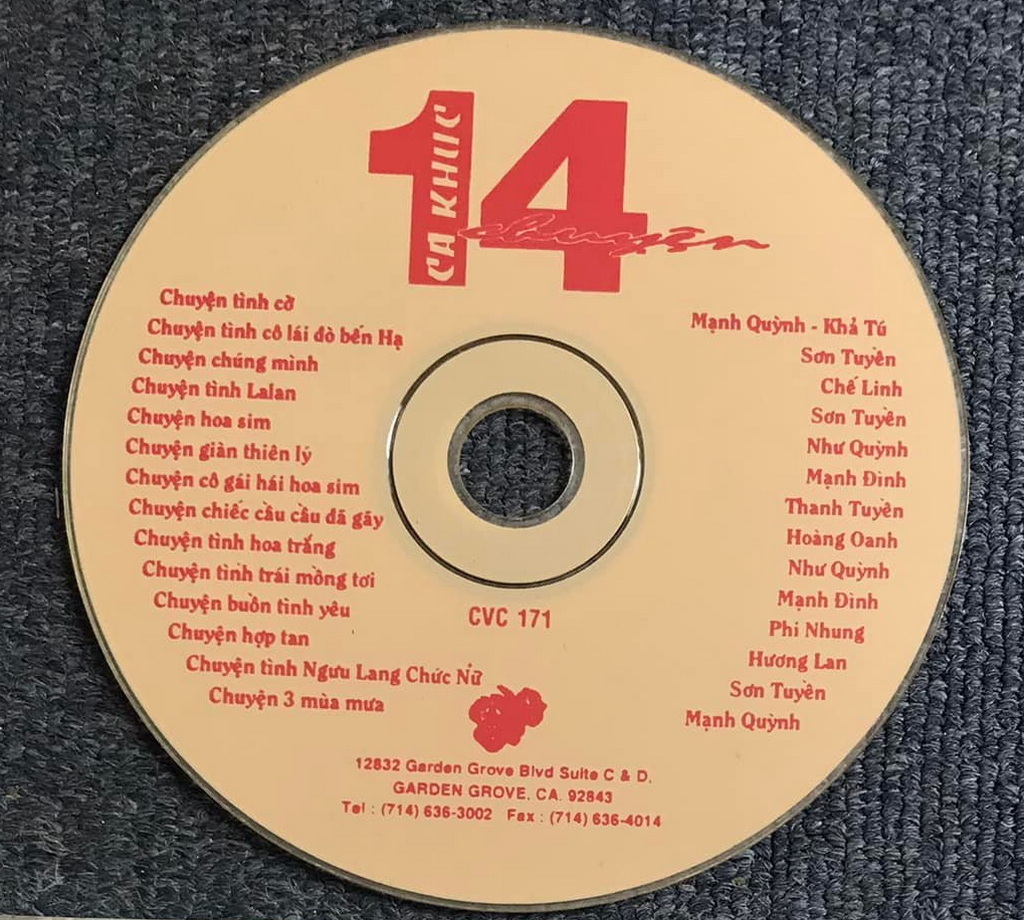 14
CA KHÚC
chuyện
Chuyện tình cờ
Chuyện tình cô lái đò bến Hạ
Chuyện chúng mình
Chuyện tình Lalan
Chuyện hoa sim
Chuyện giàn thiên lý
Chuyện cô gái hái hoa sim
Chuyện chiếc cầu cầu đã gãy
Chuyện tình hoa trắng
Chuyện tình trái mồng tơi
Chuyện buồn tình yêu
Chuyện hợp tan
Chuyện tình Ngưu Lang Chức Nữ
Chuyện 3 mùa mưa
Mạnh Quỳnh - Khả Tú
Sơn Tuyền
Chế Linh
Sơn Tuyền
Như Quỳnh
Mạnh Đình
Thanh Tuyền
Hoàng Oanh
Như Quỳnh
Mạnh Đình
Phi Nhung
Hương Lan
Sơn Tuyền
Mạnh Quỳnh
CVC 171
12832 Garden Grove Blvd Suite C & D.
GARDEN GROVE, CA. 92843
Tel : (714) 636-3002 Fax : (714) 636-4014